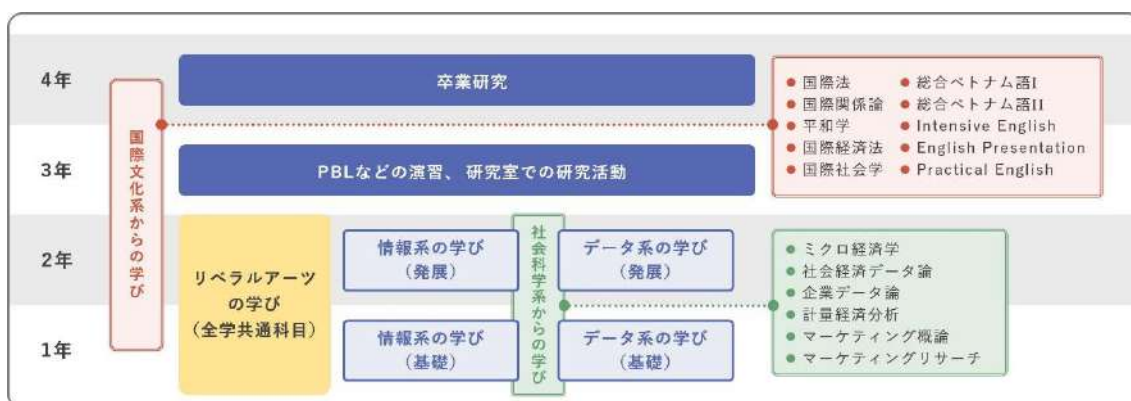 4年
卒業研究
国際文化系からの学び
3年
PBLなどの演習、研究室での研究活動
● 国際法
● 国際関係論
● 平和学
● 国際経済法
● 国際社会学
● 総合ベトナム語I
● 総合ベトナム語II
● Intensive English
● English Presentation
● Practical English
2年
リベラルアーツ
の学び
(全学共通科目)
情報系の学び
(発展)
社会科学系からの学び
データ系の学び
(発展)
1年
情報系の学び
(基礎)
データ系の学び
(基礎)
● ミクロ経済学
● 社会経済データ論
● 企業データ論
● 計量経済分析
● マーケティング概論
● マーケティングリサーチ